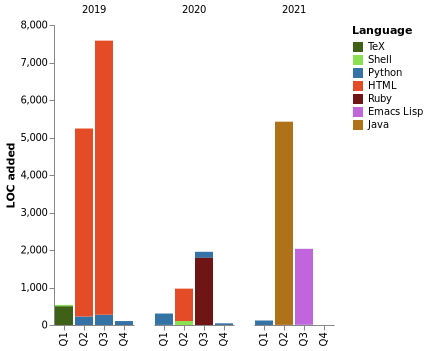 2019 2020 2021
8,000
7,000
6,000
5,000
4,000
3,000
2,000
1,000
0
LOC added
Q1 Q2 Q3 Q4 Q1 Q2 Q3 Q4 Q1 Q2 Q3 Q4
Language
TeX
Shell
Python
HTML
Ruby
Emacs Lisp
Java